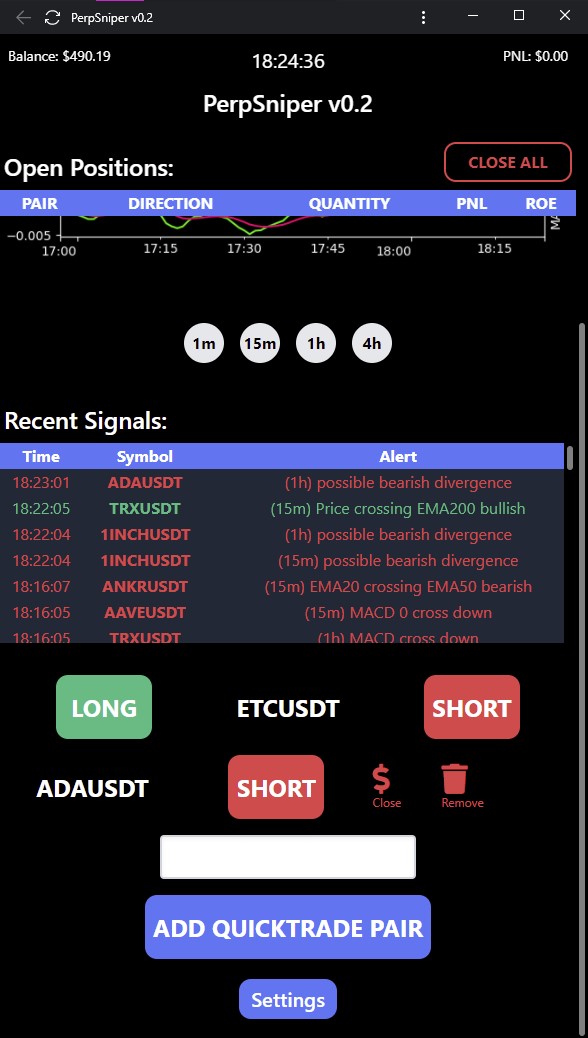 PerpSniper v0.2
Balance: $490.19 18:24:36 PNL: $0.00
PerpSniper v0.2
Open Positions: CLOSE ALL
PAIR DIRECTION QUANTITY PNL ROE
−0.005
17:00 17:15 17:30 17:45 18:00 18:15
1m 15m 1h 4h
Recent Signals:
Time Symbol Alert
18:23:01 ADAUSDT (1h) possible bearish divergence
18:22:05 TRXUSDT (15m) Price crossing EMA200 bullish
18:22:04 1INCHUSDT (1h) possible bearish divergence
18:22:04 1INCHUSDT (15m) possible bearish divergence
18:16:07 ANKRUSDT (15m) EMA20 crossing EMA50 bearish
18:16:05 AAVEUSDT (15m) MACD 0 cross down
18:16:05 TRXUSDT (1h) MACD cross down
LONG ETCUSDT SHORT
ADAUSDT SHORT $ Close Remove
ADD QUICKTRADE PAIR
Settings